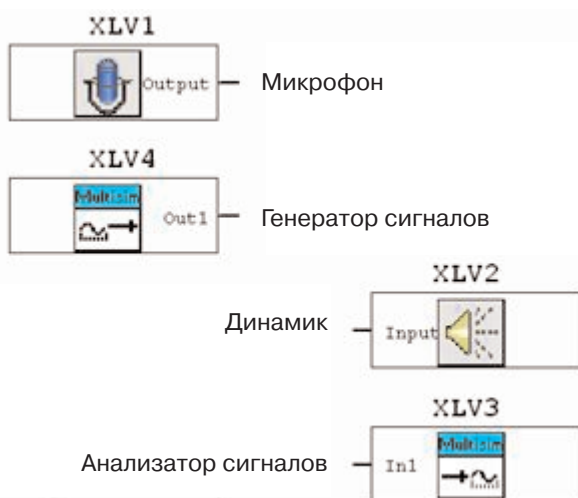 XLV1
Output
Микрофон
XLV4
Multisim
Out1
Генератор сигналов
XLV2
Динамик
Input
XLV3
Multisim
Анализатор сигналов
In1